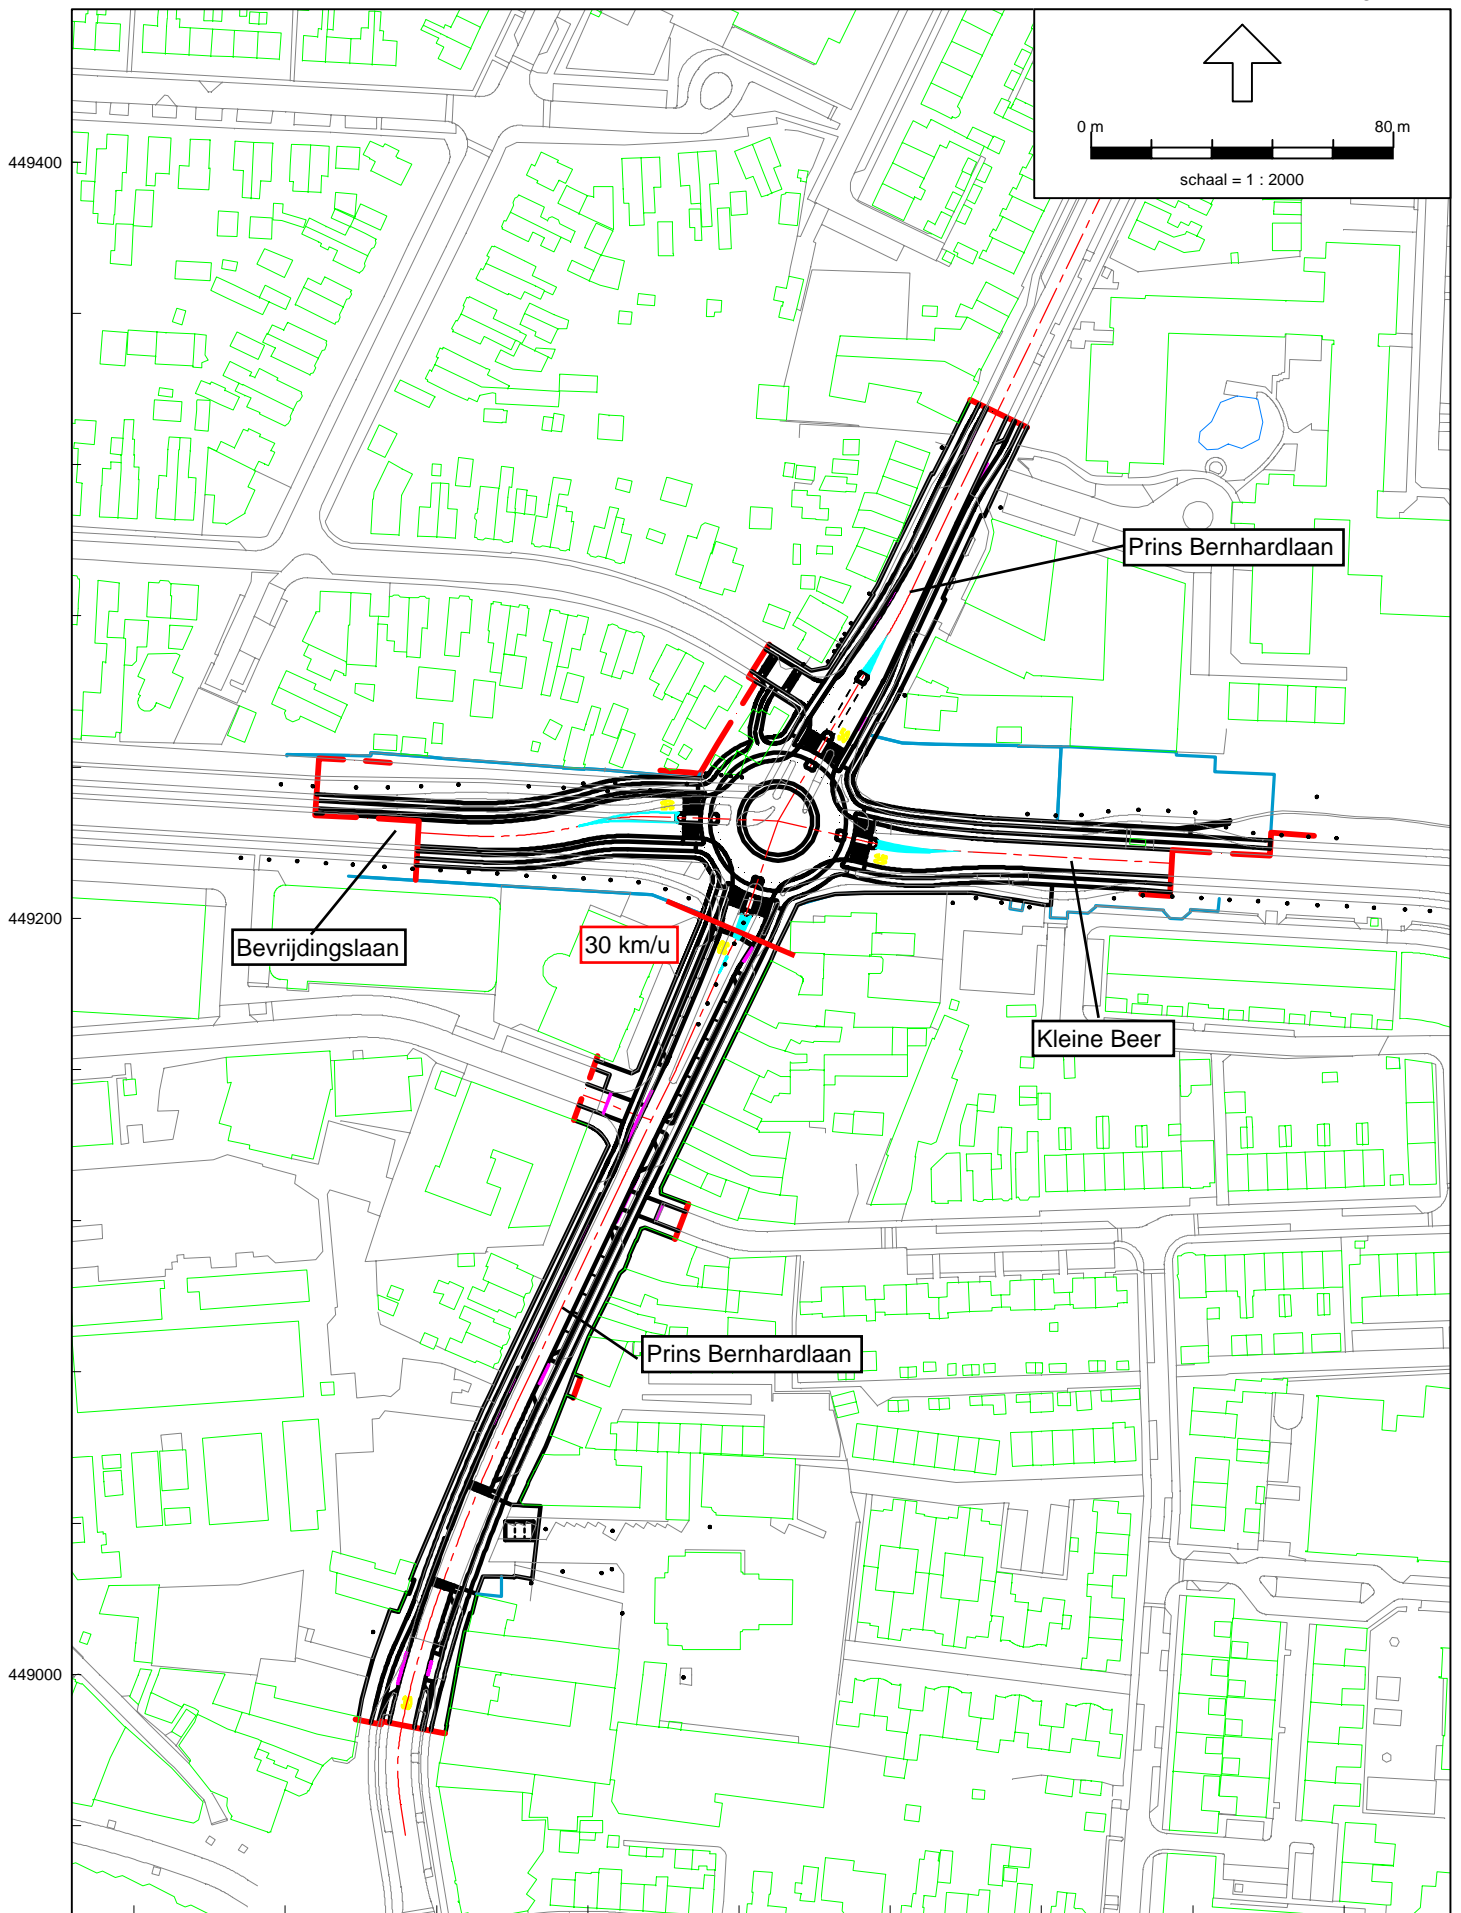 0 m 80 m
schaal = 1 : 2000
449400
Prins Bernhardlaan
449200
Bevrijdingslaan
30 km/u
Kleine Beer
Prins Bernhardlaan
449000